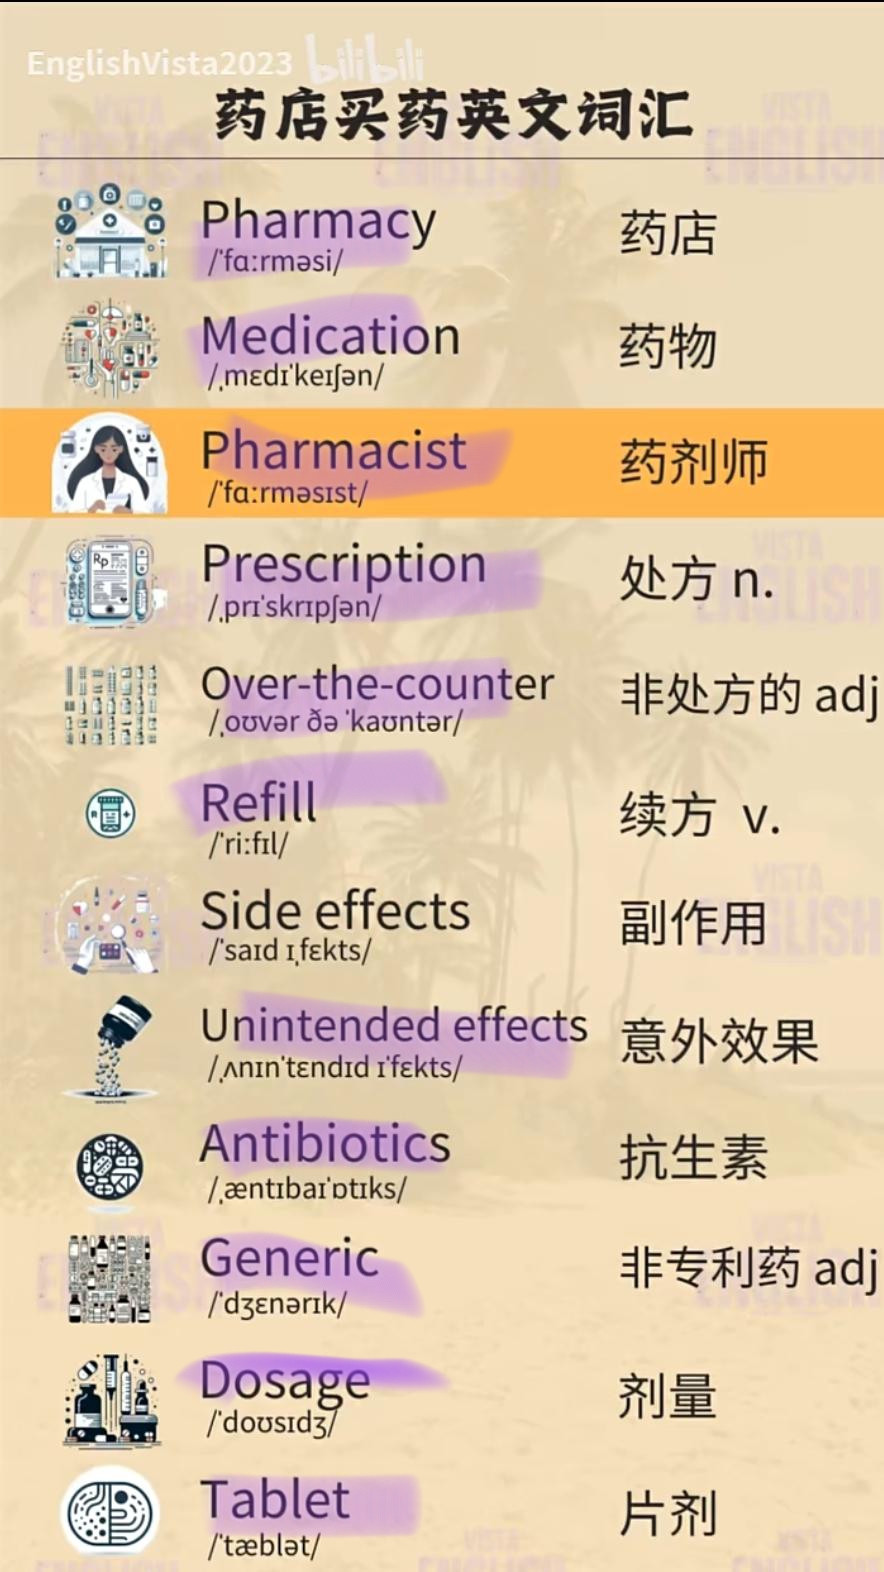 EnglishVista2023 bilibili
药店买药英文词汇
Pharmacy 药店
/ˈfɑːrməsi/
Medication 药物
/ˌmɛdɪˈkeɪʃən/
Pharmacist 药剂师
/ˈfɑːrməsɪst/
Rp
Prescription 处方 n.
/ˌprɪˈskrɪpʃən/
Over-the-counter 非处方的 adj
/ˌoʊvər ðə ˈkaʊntər/
Refill 续方 v.
/ˈriːfɪl/
Side effects 副作用
/ˈsaɪd ɪˌfɛkts/
Unintended effects 意外效果
/ˌʌnɪnˈtɛndɪd ɪˈfɛkts/
Antibiotics 抗生素
/ˌæntɪbaɪˈɒtɪks/
Generic 非专利药 adj
/ˈdʒɛnərɪk/
Dosage 剂量
/ˈdoʊsɪdʒ/
Tablet 片剂
/ˈtæblət/
VISTA
ENGLISH